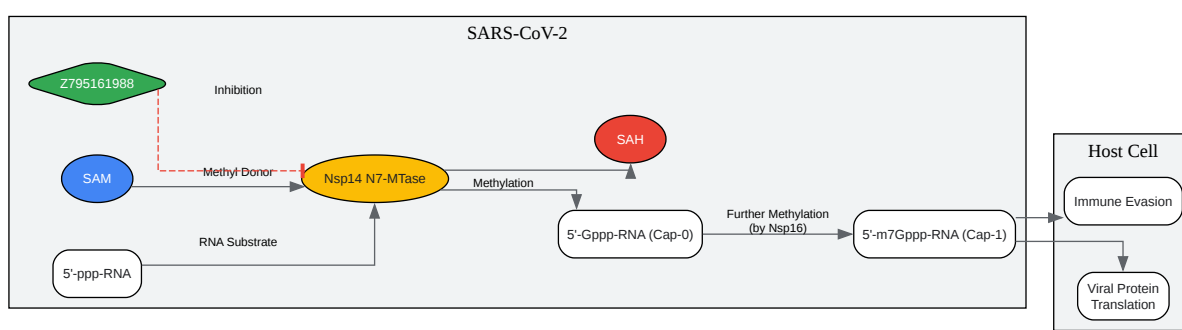 SARS-CoV-2
Z795161988
Inhibition
SAM
Methyl Donor
Nsp14 N7-MTase
SAH
Methylation
RNA Substrate
5'-ppp-RNA
5'-Gppp-RNA (Cap-0)
Further Methylation
(by Nsp16)
5'-m7Gppp-RNA (Cap-1)
Host Cell
Immune Evasion
Viral Protein
Translation